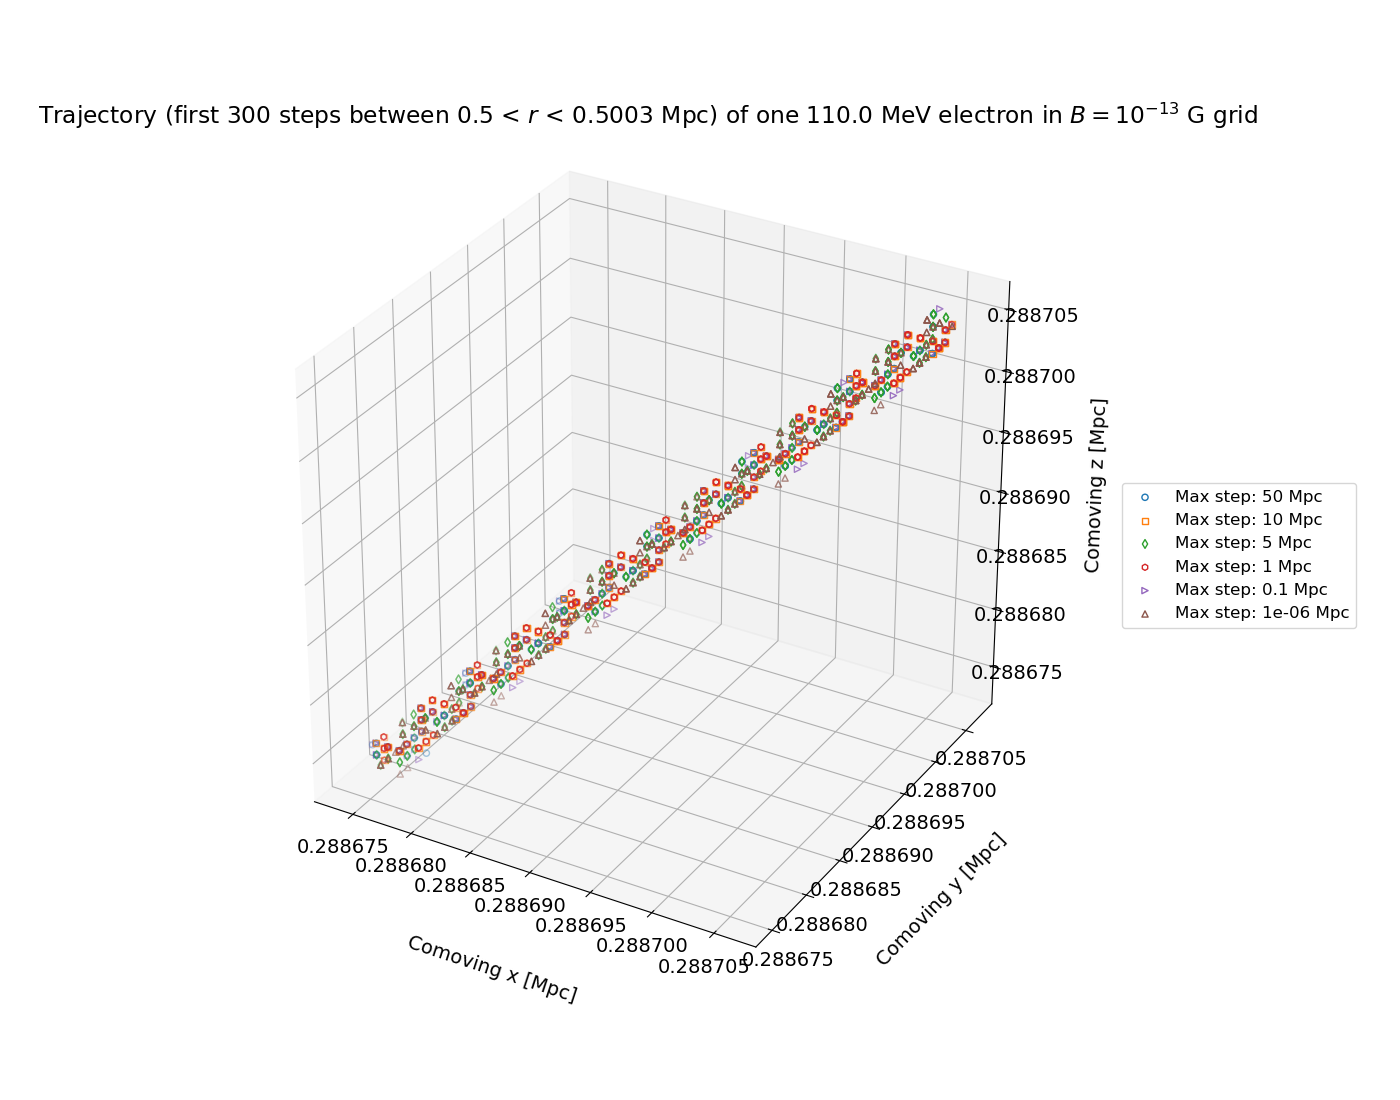 Trajectory (first 300 steps between 0.5 < r < 0.5003 Mpc) of one 110.0 MeV electron in B = 10⁻¹³ G grid
0.288705
0.288700
0.288695
0.288690
0.288685
0.288680
0.288675
Comoving z [Mpc]
Max step: 50 Mpc
Max step: 10 Mpc
Max step: 5 Mpc
Max step: 1 Mpc
Max step: 0.1 Mpc
Max step: 1e-06 Mpc
0.288705
0.288700
0.288695
0.288690
0.288685
0.288680
0.288675
Comoving y [Mpc]
0.288675
0.288680
0.288685
0.288690
0.288695
0.288700
0.288705
Comoving x [Mpc]